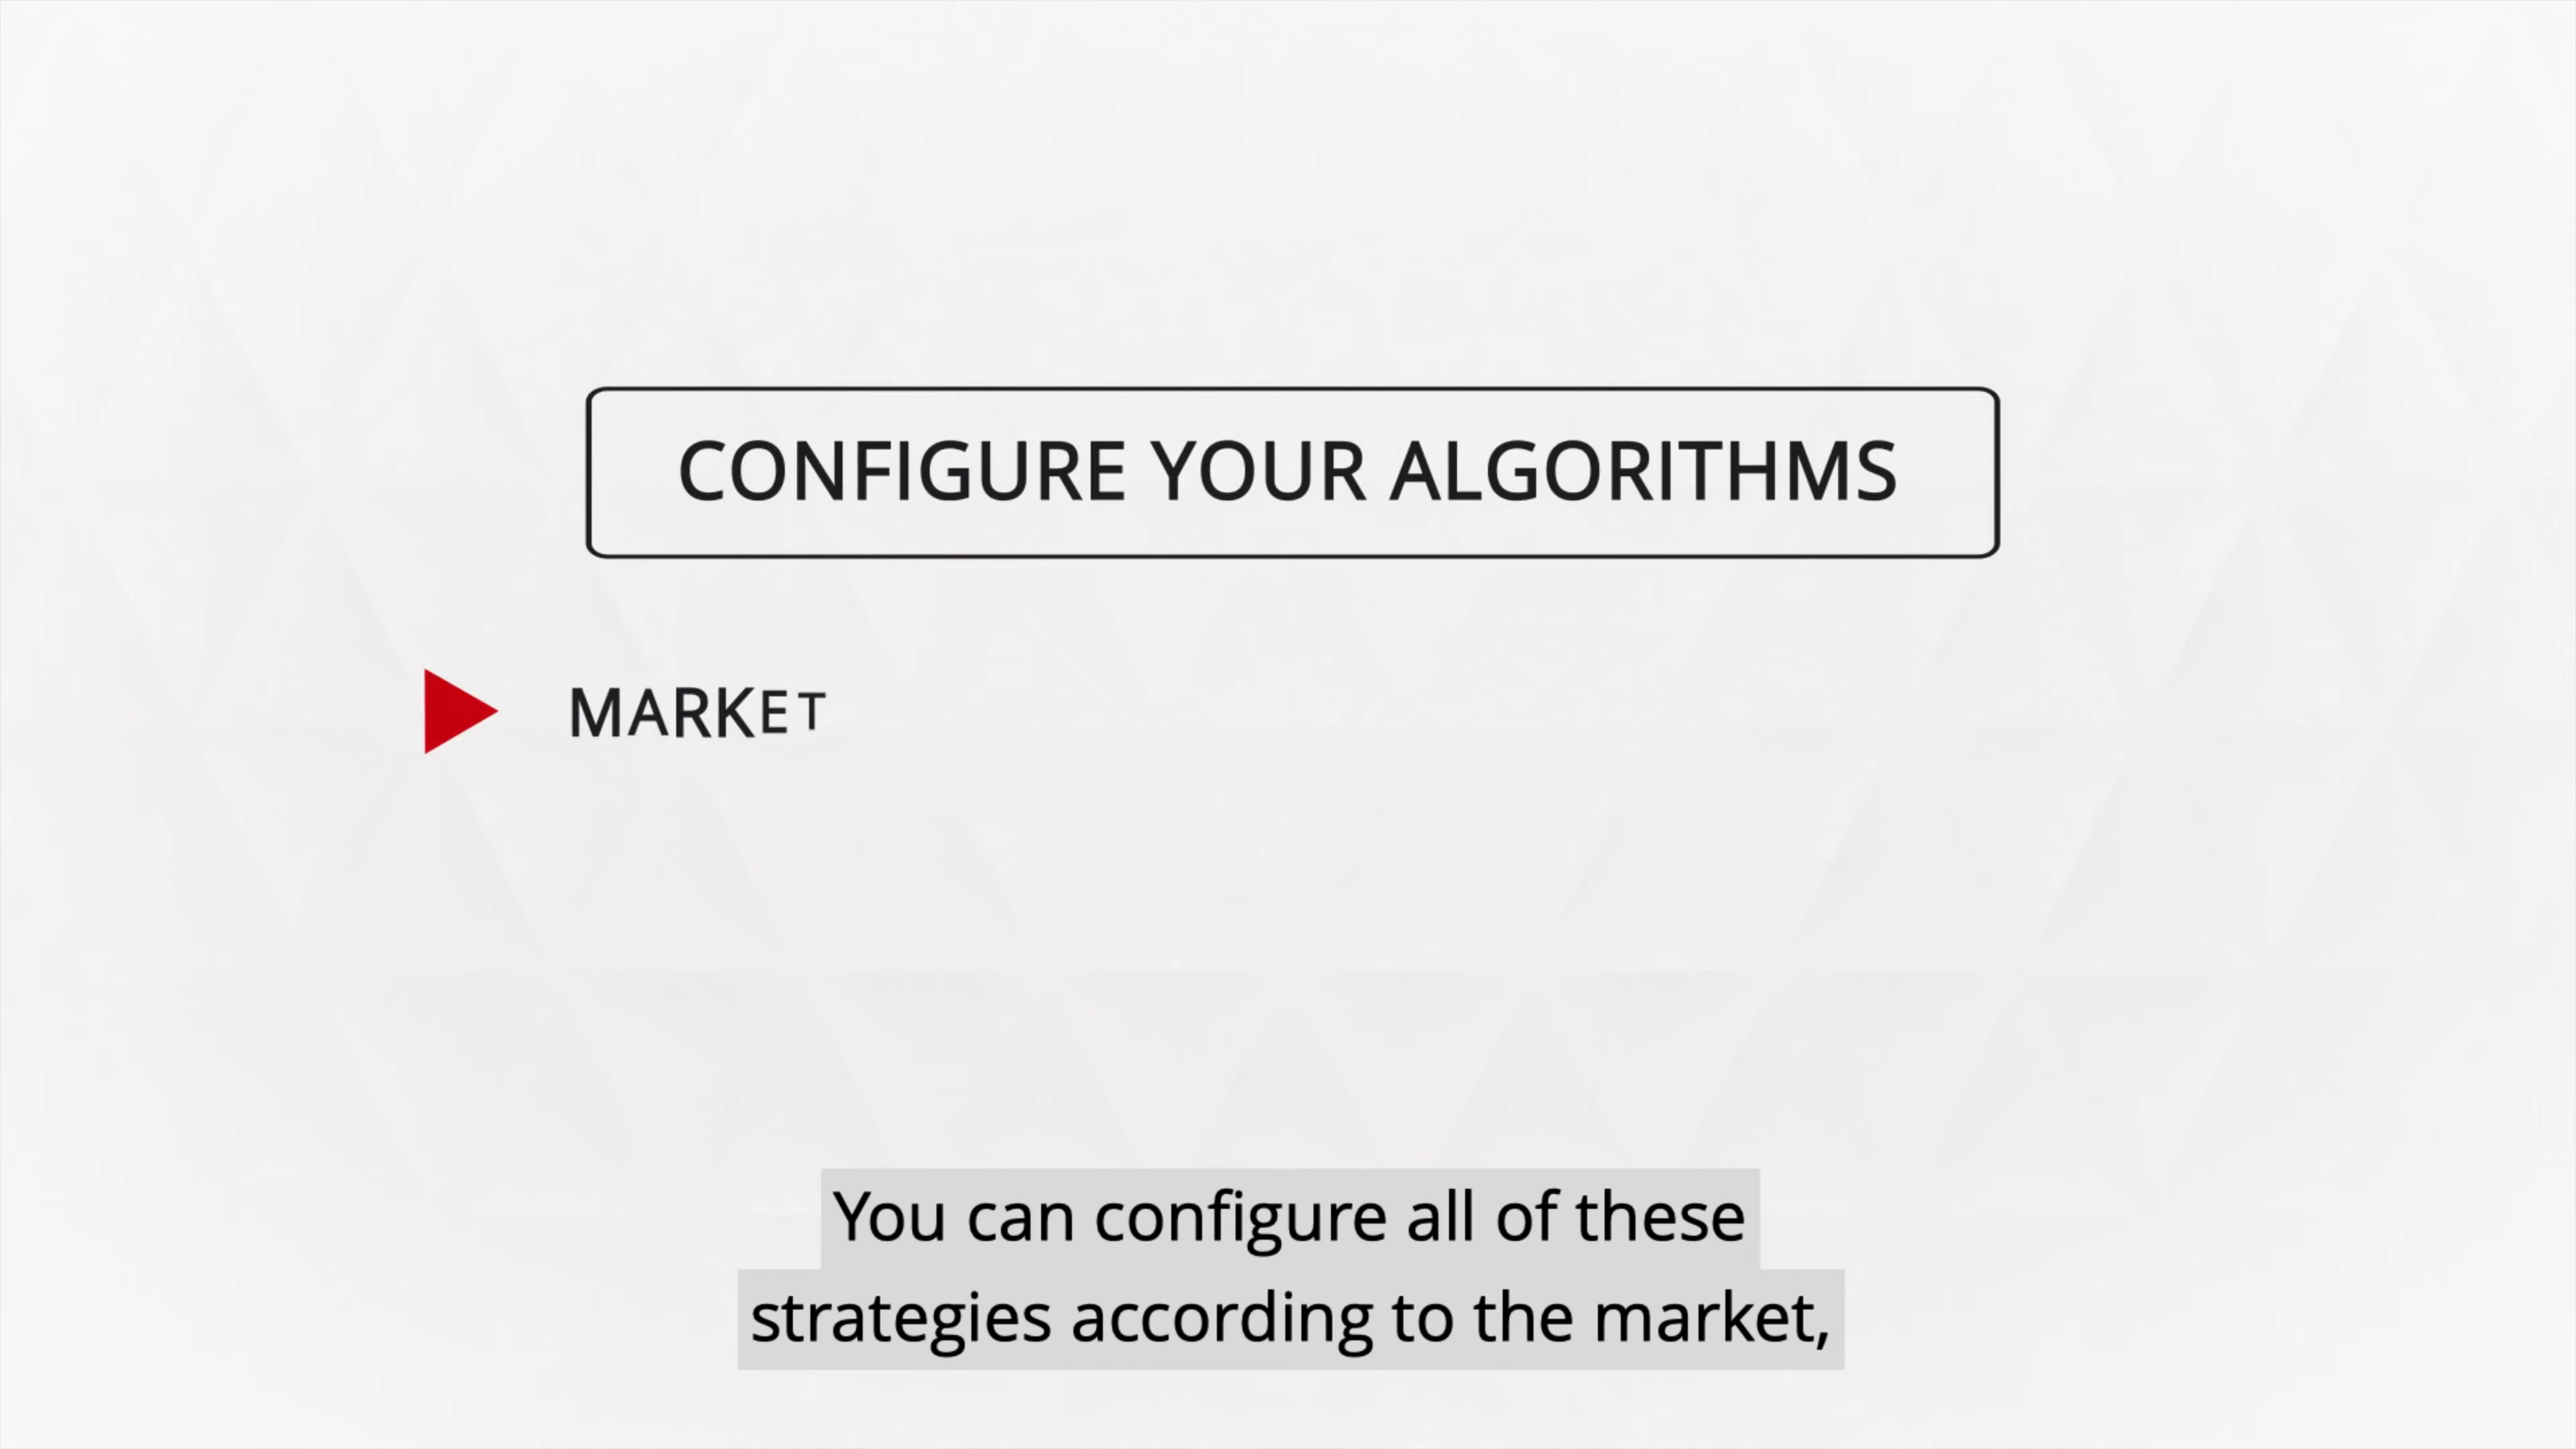 CONFIGURE YOUR ALGORITHMS
MARKET
You can configure all of these
strategies according to the market,